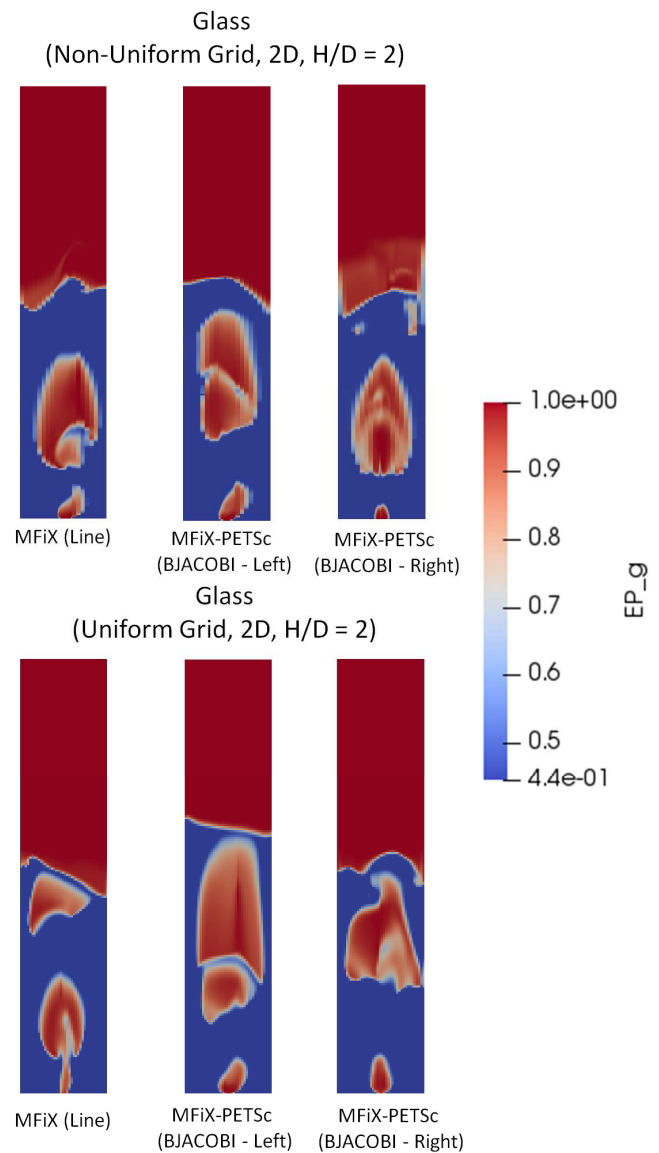 Glass
(Non-Uniform Grid, 2D, H/D = 2)
MFiX (Line)
MFiX-PETSc
(BJACOBI - Left)
MFiX-PETSc
(BJACOBI - Right)
1.0e+00
0.9
0.8
0.7
0.6
0.5
4.4e-01
EP_g
Glass
(Uniform Grid, 2D, H/D = 2)
MFiX (Line)
MFiX-PETSc
(BJACOBI - Left)
MFiX-PETSc
(BJACOBI - Right)